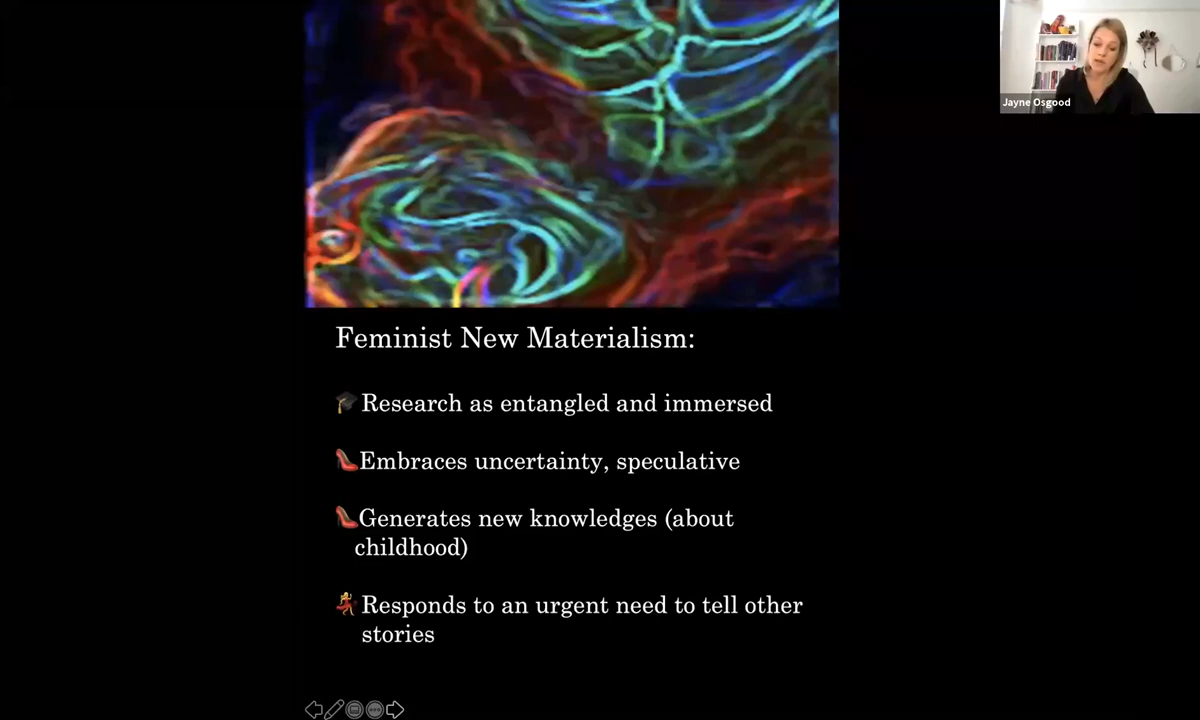 Jayne Osgood
Feminist New Materialism:
Research as entangled and immersed
Embraces uncertainty, speculative
Generates new knowledges (about
childhood)
Responds to an urgent need to tell other
stories